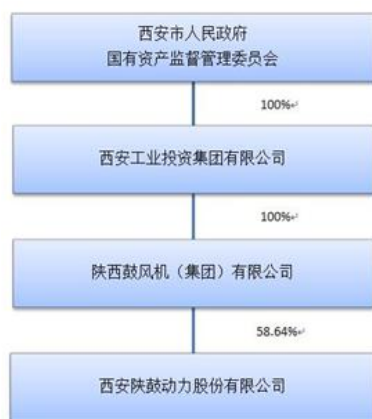 西安市人民政府
国有资产监督管理委员会
100%↵
西安工业投资集团有限公司
100%↵
陕西鼓风机（集团）有限公司
58.64%↵
西安陕鼓动力股份有限公司